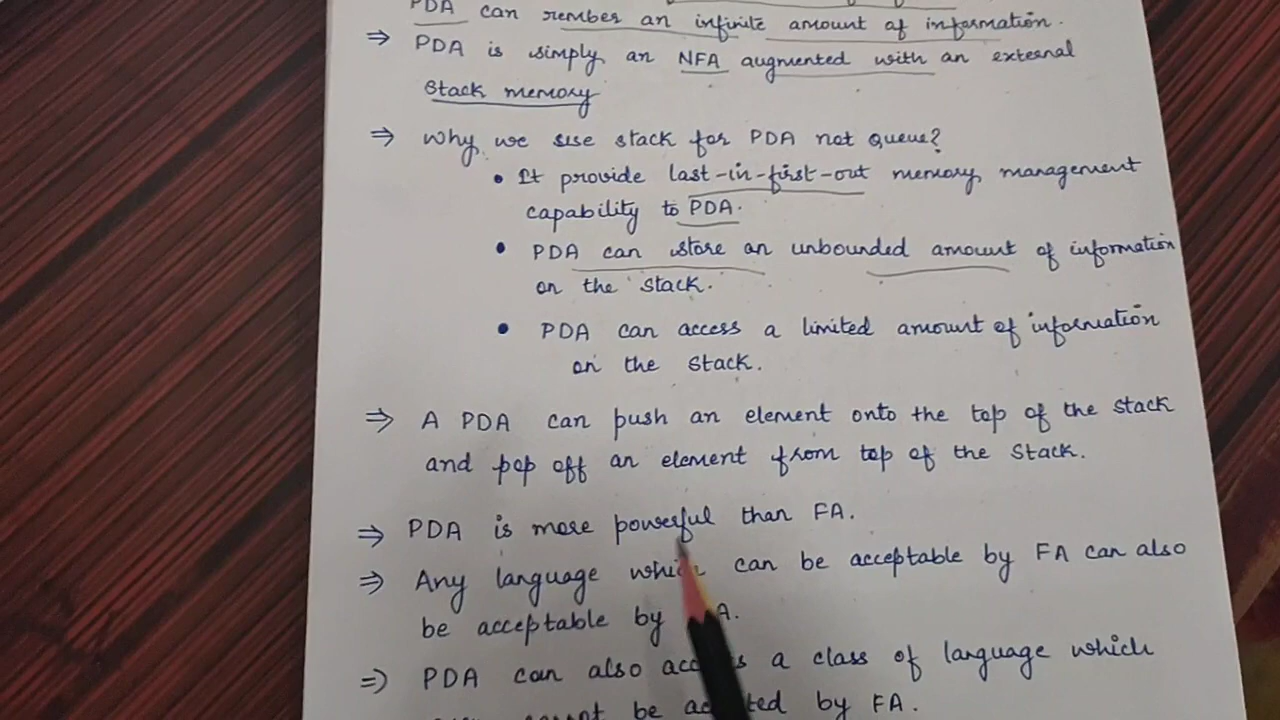 PDA can rember an infinite amount of information.
⇒ PDA is simply an NFA augmented with an external
stack memory
⇒ Why we use stack for PDA not queue?
• It provide last-in-first-out memory management
capability to PDA.
• PDA can store an unbounded amount of information
on the stack.
• PDA can access a limited amount of information
on the stack.
⇒ A PDA can push an element onto the top of the stack
and pop off an element from top of the stack.
⇒ PDA is more powerful than FA.
⇒ Any language which can be acceptable by FA can also
be acceptable by A.
⇒ PDA can also a class of language which
be by FA.